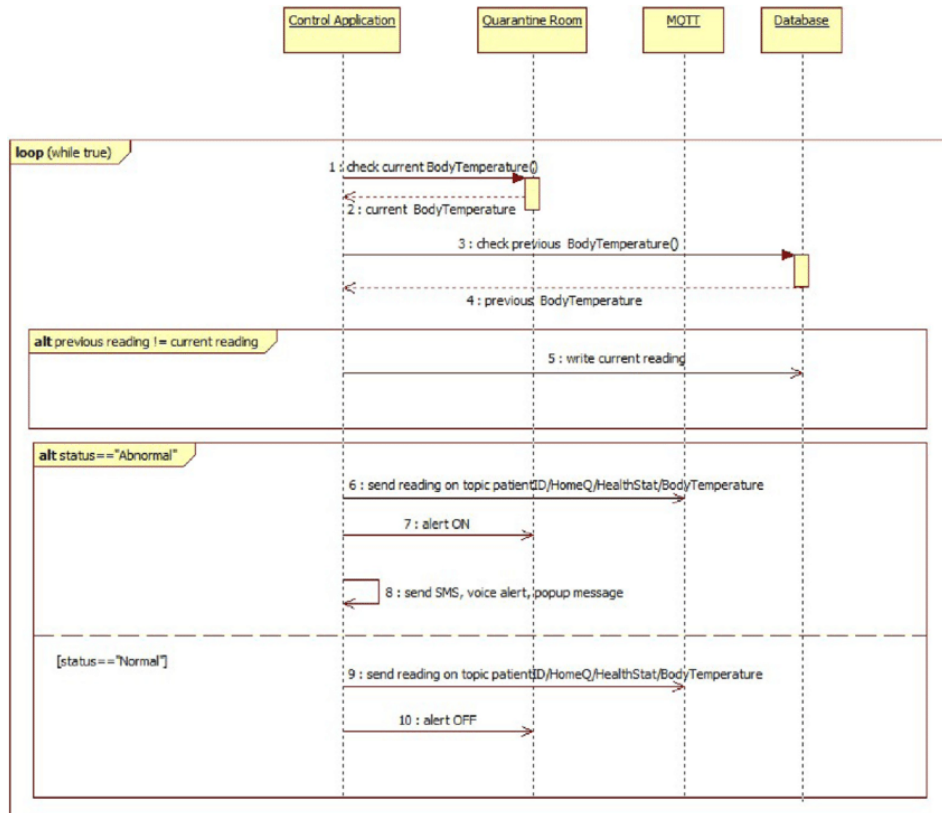 Control Application
Quarantine Room
MQTT
Database
loop (while true)
1 : check current BodyTemperature()
2 : current BodyTemperature
3 : check previous BodyTemperature()
4 : previous BodyTemperature
alt previous reading != current reading
5 : write current reading
alt status=="Abnormal"
6 : send reading on topic patientID/HomeQ/HealthStat/BodyTemperature
7 : alert ON
8 : send SMS, voice alert, popup message
[status=="Normal"]
9 : send reading on topic patientID/HomeQ/HealthStat/BodyTemperature
10 : alert OFF